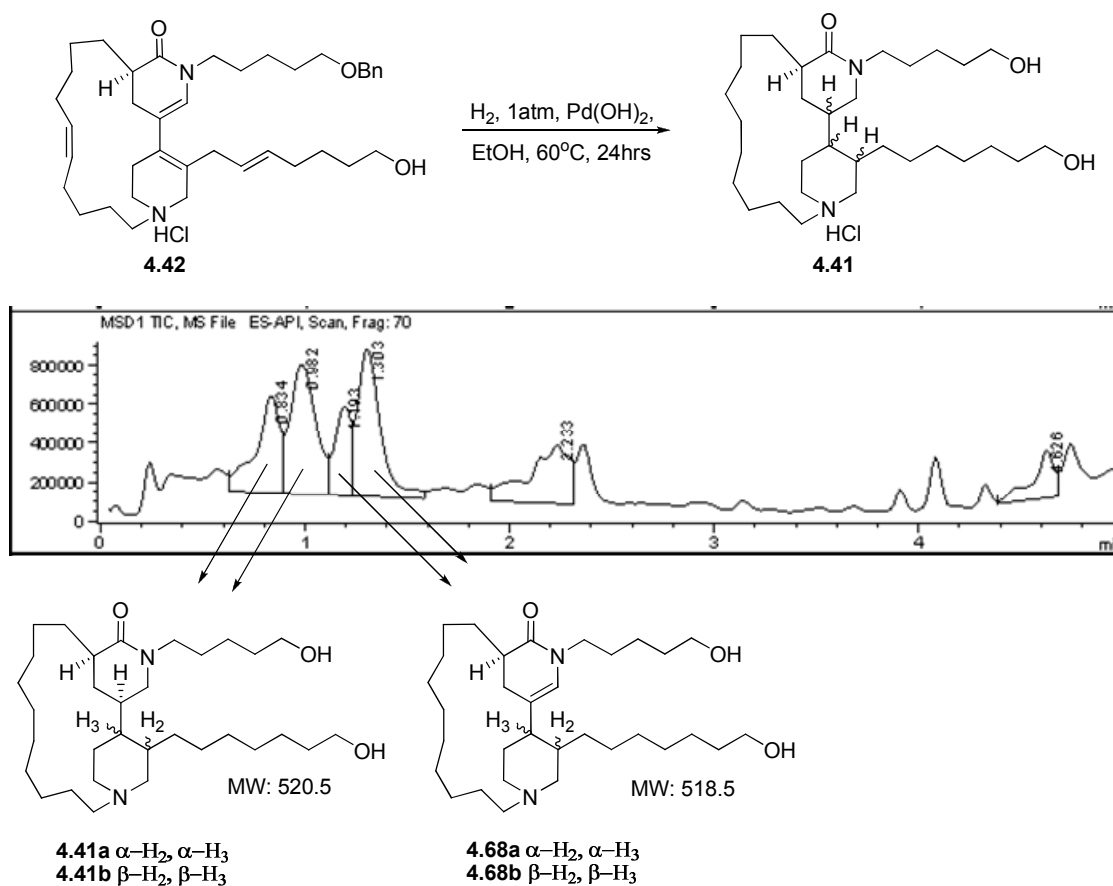 O
H
N
OBn
OH
N
HCl
4.42
H2, 1atm, Pd(OH)2,
EtOH, 60°C, 24hrs
O
H
H
N
OH
H
H
OH
N
HCl
4.41
MSD1 TIC, MS File ES-API, Scan, Frag: 70
800000
600000
400000
200000
0
0.834
0.982
1.193
1.303
2.233
4.626
0 1 2 3 4
O
H
H
N
OH
H3
H2
OH
N
MW: 520.5
4.41a α–H2, α–H3
4.41b β–H2, β–H3
O
H
N
OH
H3
H2
OH
N
MW: 518.5
4.68a α–H2, α–H3
4.68b β–H2, β–H3